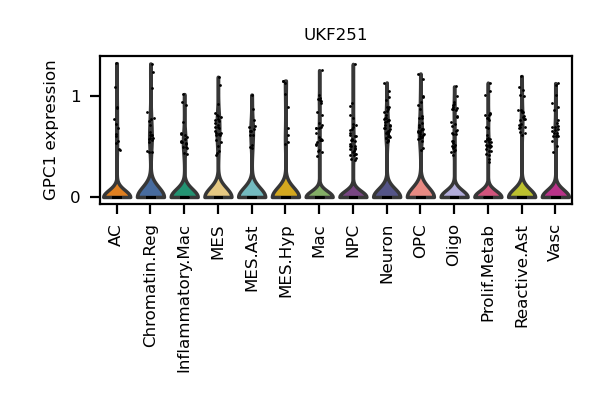 UKF251
GPC1 expression
1
0
AC
Chromatin.Reg
Inflammatory.Mac
MES
MES.Ast
MES.Hyp
Mac
NPC
Neuron
OPC
Oligo
Prolif.Metab
Reactive.Ast
Vasc